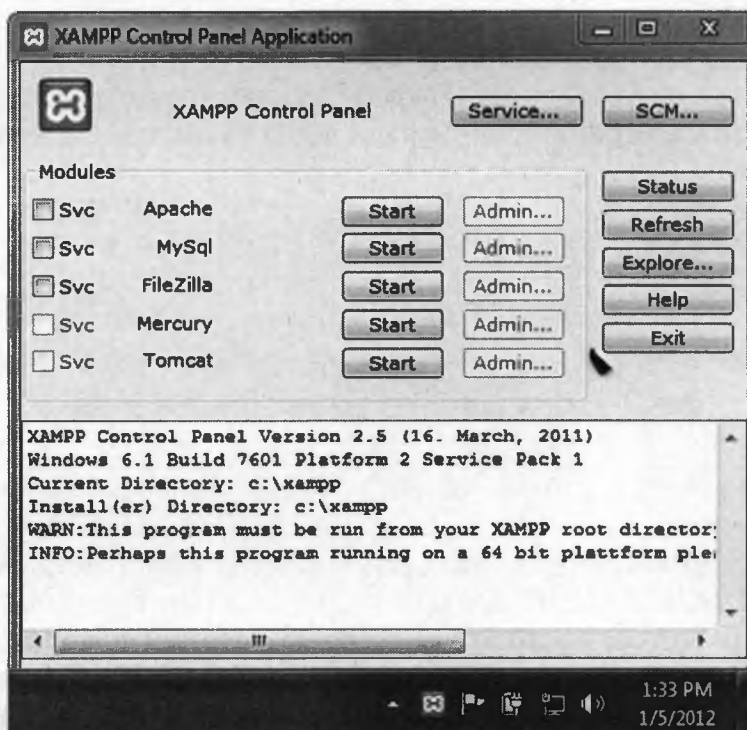 XAMPP Control Panel Application
XAMPP Control Panel
Service...
SCM...
Modules
Svc Apache Start Admin...
Svc MySql Start Admin...
Svc FileZilla Start Admin...
Svc Mercury Start Admin...
Svc Tomcat Start Admin...
Status
Refresh
Explore...
Help
Exit
XAMPP Control Panel Version 2.5 (16. March, 2011)
Windows 6.1 Build 7601 Platform 2 Service Pack 1
Current Directory: c:\xampp
Install(er) Directory: c:\xampp
WARN:This program must be run from your XAMPP root director
INFO:Perhaps this program running on a 64 bit plattform
1:33 PM
1/5/2012